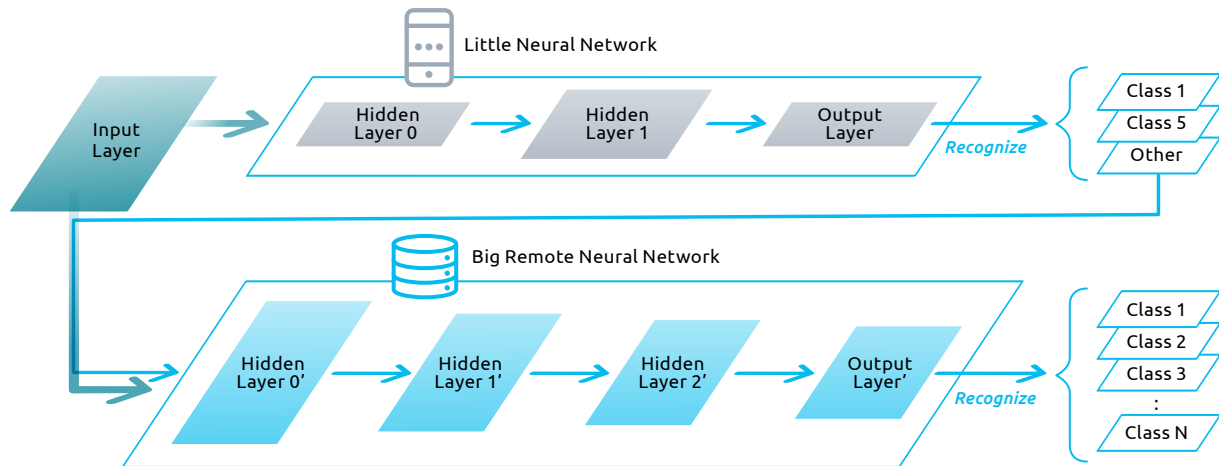 Little Neural Network
Input
Layer
Hidden
Layer 0
Hidden
Layer 1
Output
Layer
Recognize
Class 1
Class 5
Other
Big Remote Neural Network
Hidden
Layer 0’
Hidden
Layer 1’
Hidden
Layer 2’
Output
Layer’
Recognize
Class 1
Class 2
Class 3
:
Class N